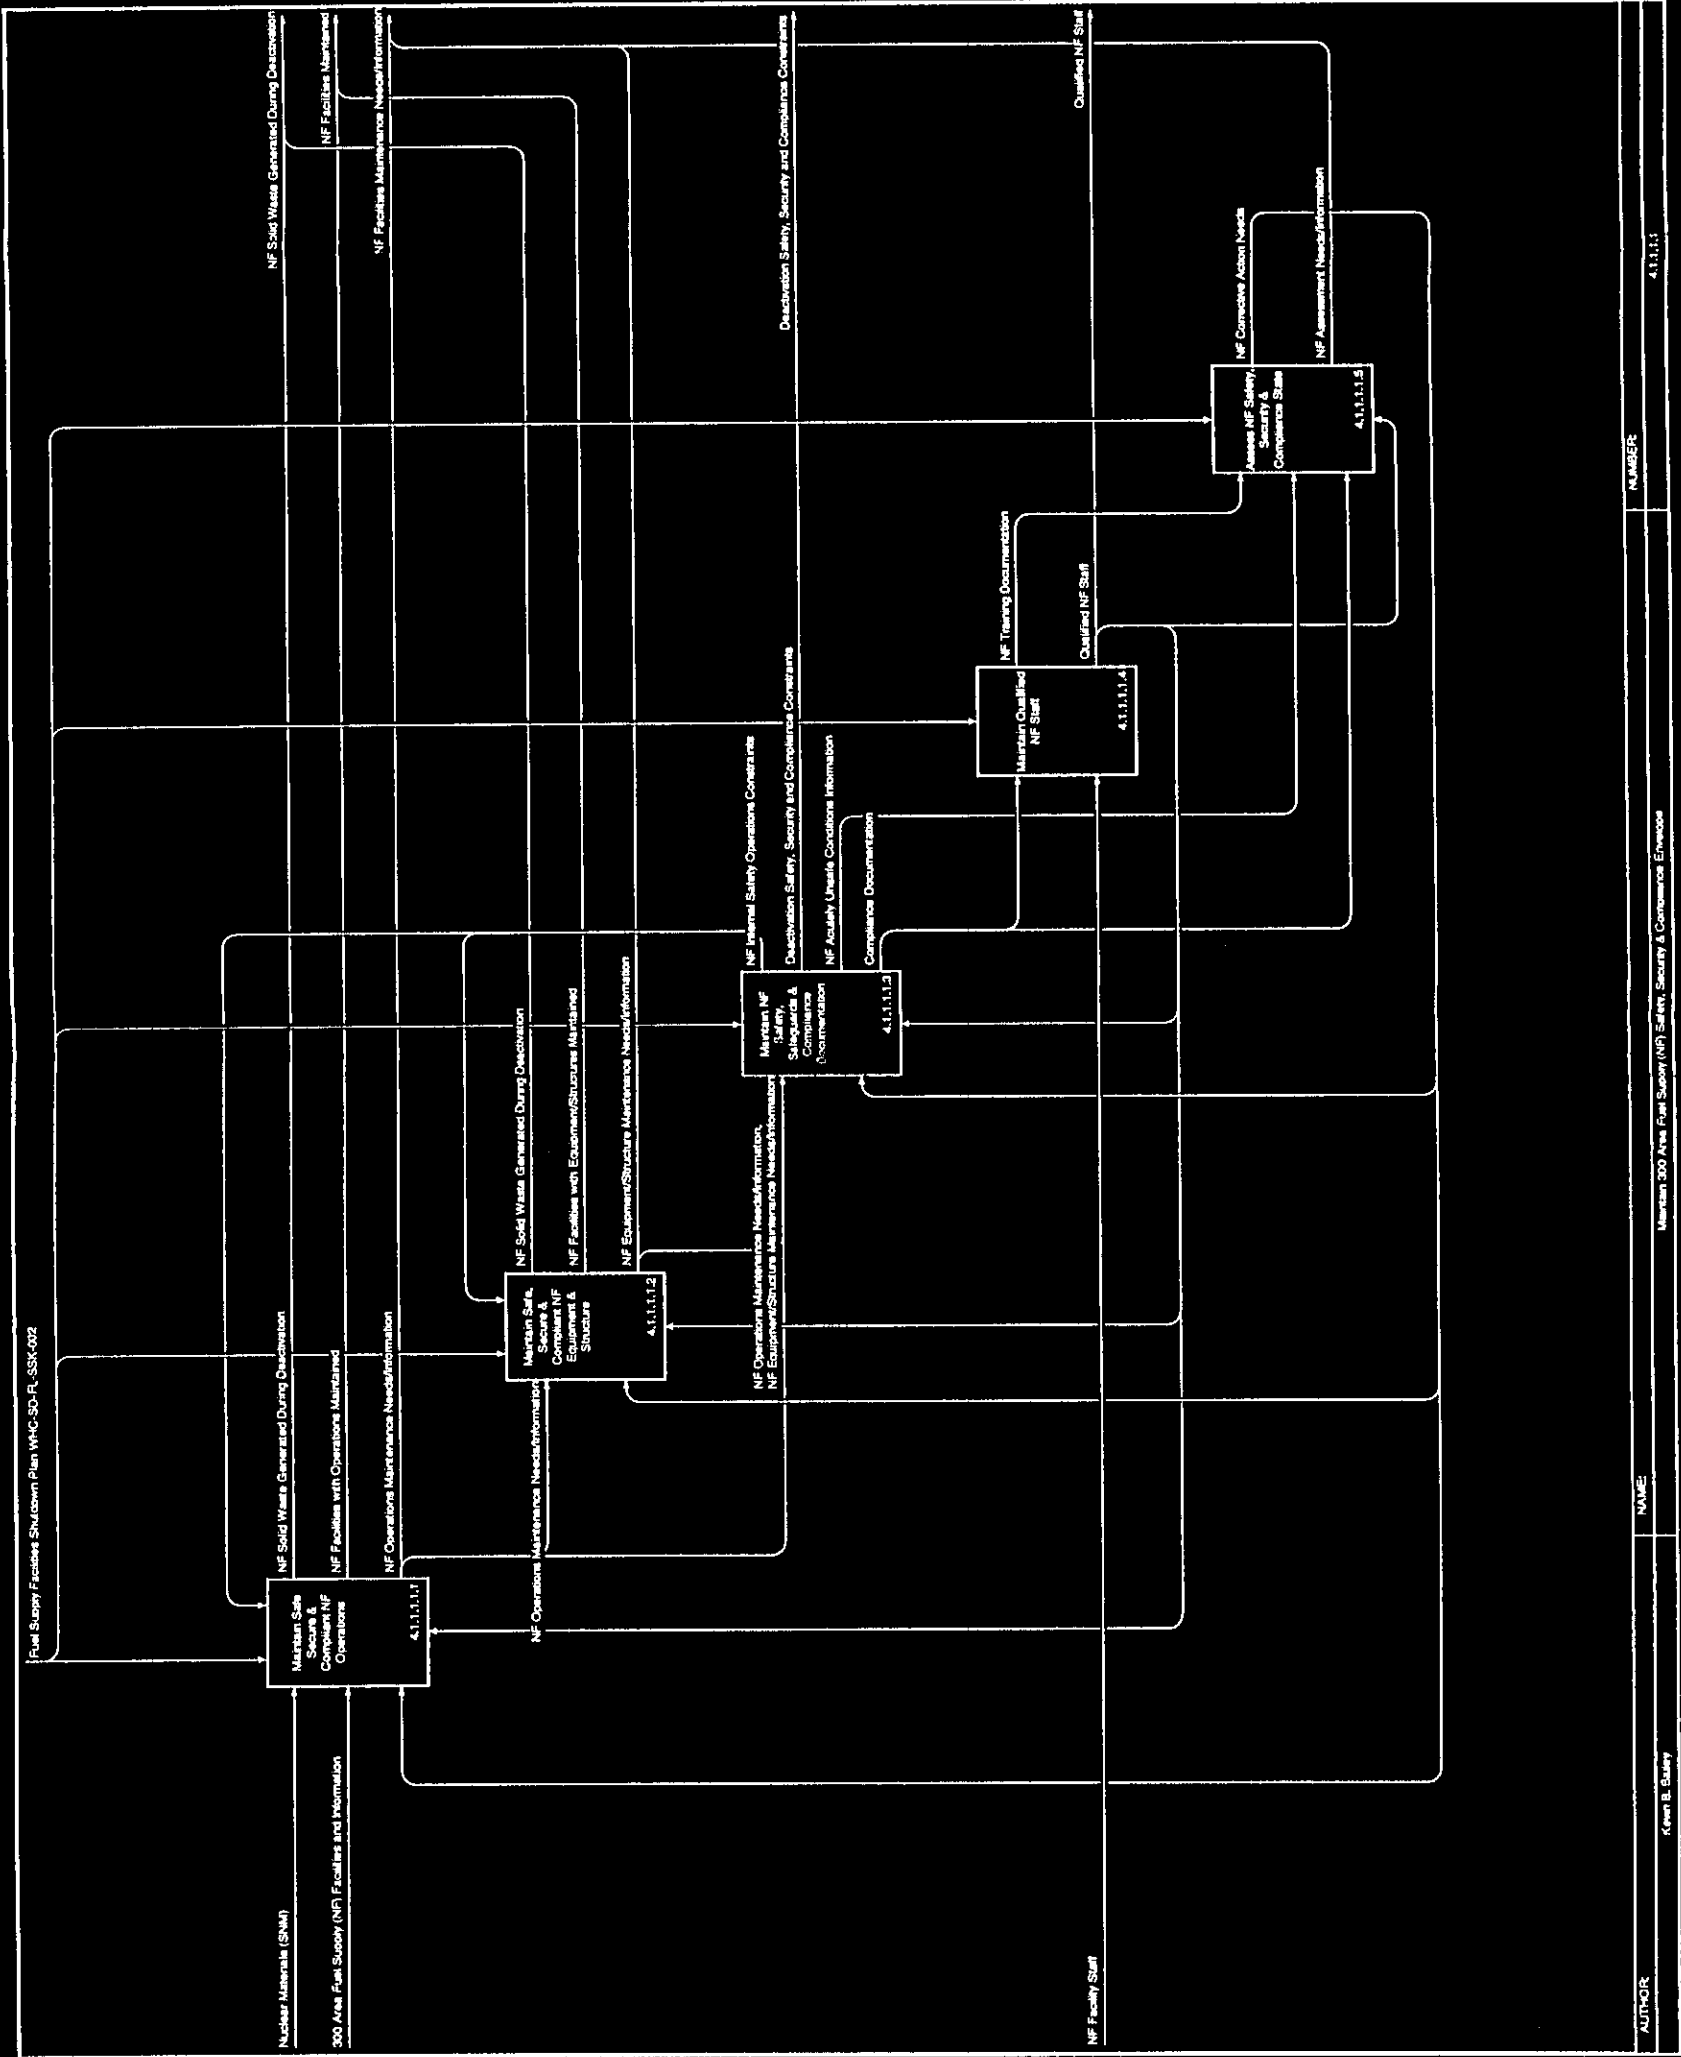 Fuel Supply Facilities Shutdown Plan WHC-SD-FL-SSK-002
Nuclear Materials (SNM)
300 Area Fuel Supply (NF) Facilities and Information
NF Facility Staff
Maintain Safe
Secure &
Compliant NF
Operations
4.1.1.1.1.1
NF Solid Waste Generated During Deactivation
NF Facilities with Operations Maintained
NF Operations Maintenance Needs/Information
NF Operations Maintenance Needs/Information
Maintain Safe,
Secure &
Compliant NF
Equipment &
Structure
4.1.1.1.1.2
NF Solid Waste Generated During Deactivation
NF Facilities with Equipment/Structures Maintained
NF Equipment/Structure Maintenance Needs/Information
NF Operations Maintenance Needs/Information,
NF Equipment/Structure Maintenance Needs/Information
Maintain NF
Safety,
Safeguards &
Compliance
Documentation
4.1.1.1.1.3
NF Internal Safety Operations Constraints
Deactivation Safety, Security and Compliance Constraints
NF Acutely Unsafe Conditions Information
Compliance Documentation
Maintain Qualified
NF Staff
4.1.1.1.1.4
NF Training Documentation
Qualified NF Staff
Assess NF Safety,
Security &
Compliance State
4.1.1.1.1.5
NF Corrective Action Needs
NF Assessment Needs/Information
NF Solid Waste Generated During Deactivation
NF Facilities Maintained
NF Facilities Maintenance Needs/Information
Deactivation Safety, Security and Compliance Constraints
Qualified NF Staff
AUTHOR:
NAME:
NUMBER:
Maintain 300 Area Fuel Supply (NF) Safety, Security & Compliance Envelope
4.1.1.1.1